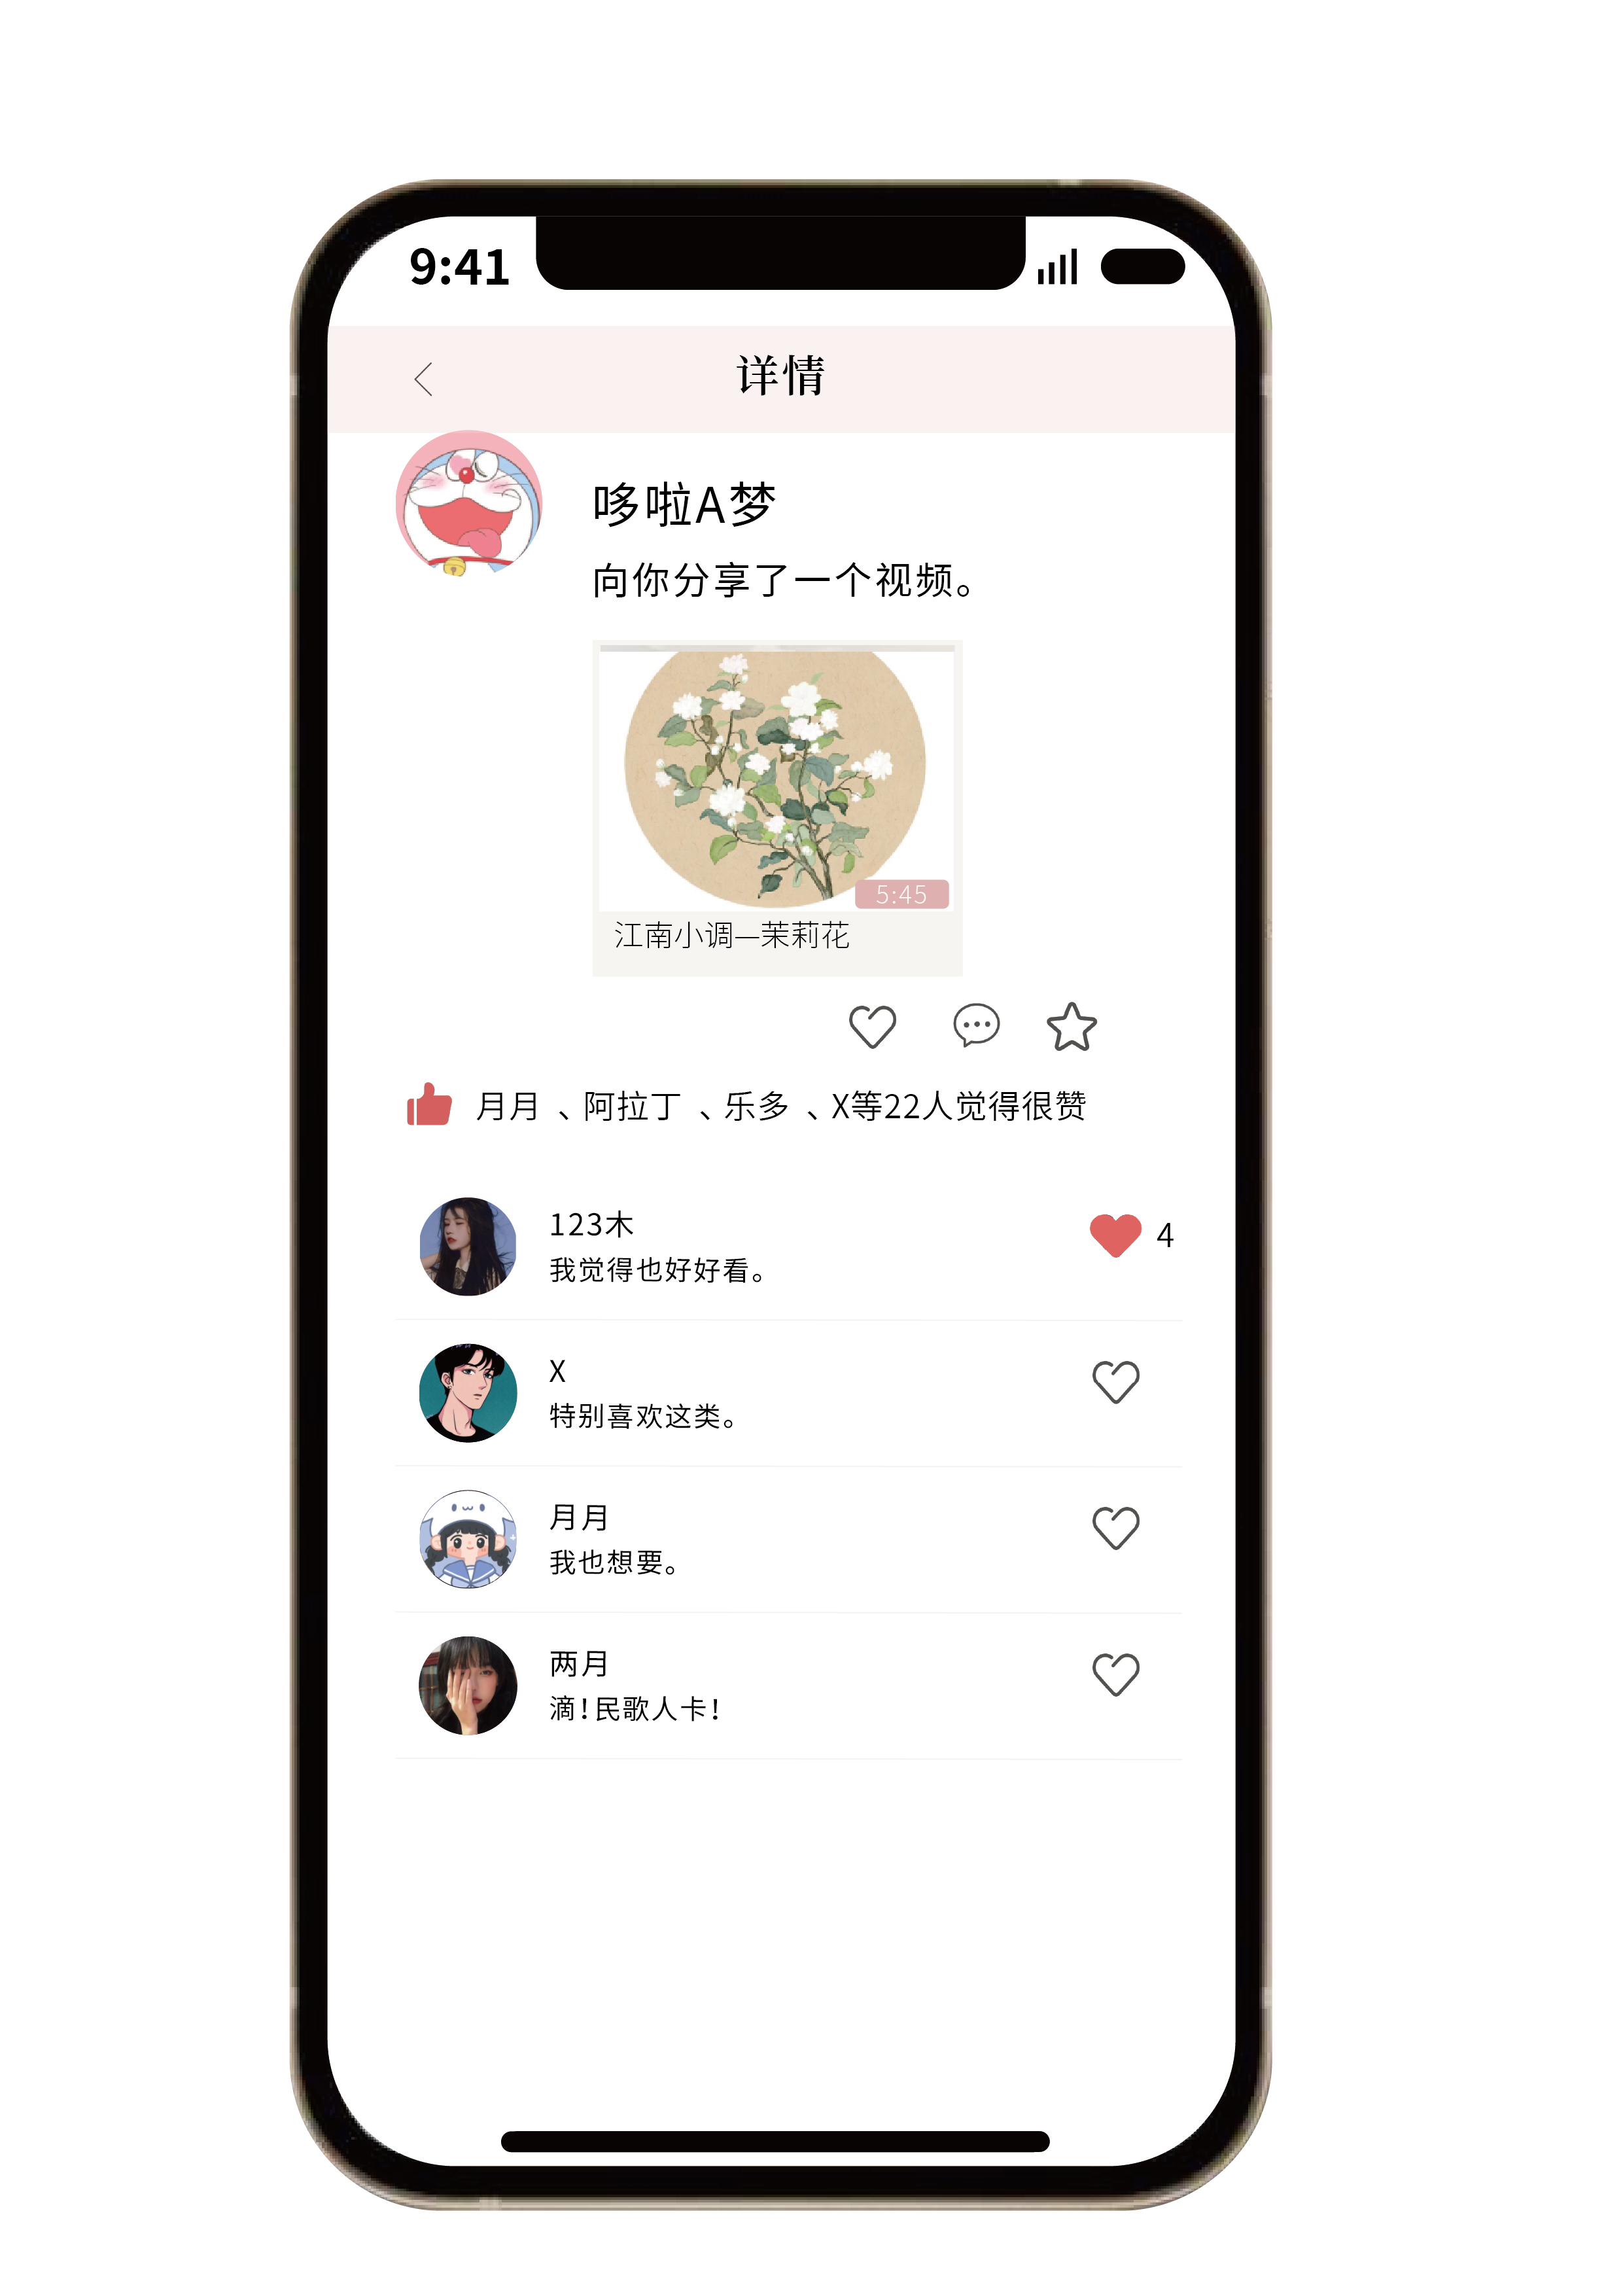 9:41
详情
哆啦A梦
向你分享了一个视频。
5:45
江南小调—茉莉花
月月 、阿拉丁 、乐多 、X等22人觉得很赞
123木
4
我觉得也好好看。
X
特别喜欢这类。
月月
我也想要。
两月
滴！民歌人卡！